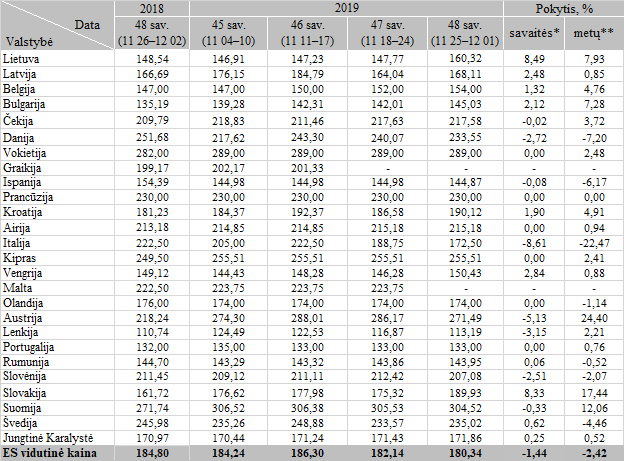 Data
Valstybė
2018
2019
Pokytis, %
48 sav.
(11 26–12 02)
45 sav.
(11 04–10)
46 sav.
(11 11–17)
47 sav.
(11 18–24)
48 sav.
(11 25–12 01)
savaitės*
metų**
Lietuva 148,54 146,91 147,23 147,77 160,32 8,49 7,93
Latvija 166,69 176,15 184,79 164,04 168,11 2,48 0,85
Belgija 147,00 147,00 150,00 152,00 154,00 1,32 4,76
Bulgarija 135,19 139,28 142,31 142,01 145,03 2,12 7,28
Čekija 209,79 218,83 211,46 217,63 217,58 -0,02 3,72
Danija 251,68 217,62 243,30 240,07 233,55 -2,72 -7,20
Vokietija 282,00 289,00 289,00 289,00 289,00 0,00 2,48
Graikija 199,17 202,17 201,33 - - - -
Ispanija 154,39 144,98 144,98 144,98 144,87 -0,08 -6,17
Prancūzija 230,00 230,00 230,00 230,00 230,00 0,00 0,00
Kroatija 181,23 184,37 192,37 186,58 190,12 1,90 4,91
Airija 213,18 214,85 214,85 215,18 215,18 0,00 0,94
Italija 222,50 205,00 222,50 188,75 172,50 -8,61 -22,47
Kipras 249,50 255,51 255,51 255,51 255,51 0,00 2,41
Vengrija 149,12 144,43 148,28 146,28 150,43 2,84 0,88
Malta 222,50 223,75 223,75 223,75 - - -
Olandija 176,00 174,00 174,00 174,00 174,00 0,00 -1,14
Austrija 218,24 274,30 288,01 286,17 271,49 -5,13 24,40
Lenkija 110,74 124,49 122,53 116,87 113,19 -3,15 2,21
Portugalija 132,00 135,00 133,00 133,00 133,00 0,00 0,76
Rumunija 144,70 143,29 143,32 143,86 143,95 0,06 -0,52
Slovėnija 211,45 209,12 211,11 212,42 207,08 -2,51 -2,07
Slovakija 161,72 176,62 177,98 175,32 189,93 8,33 17,44
Suomija 271,74 306,52 306,38 305,53 304,52 -0,33 12,06
Švedija 245,98 235,26 248,88 233,57 235,02 0,62 -4,46
Jungtinė Karalystė 170,97 170,44 171,24 171,43 171,86 0,25 0,52
ES vidutinė kaina 184,80 184,24 186,30 182,14 180,34 -1,44 -2,42